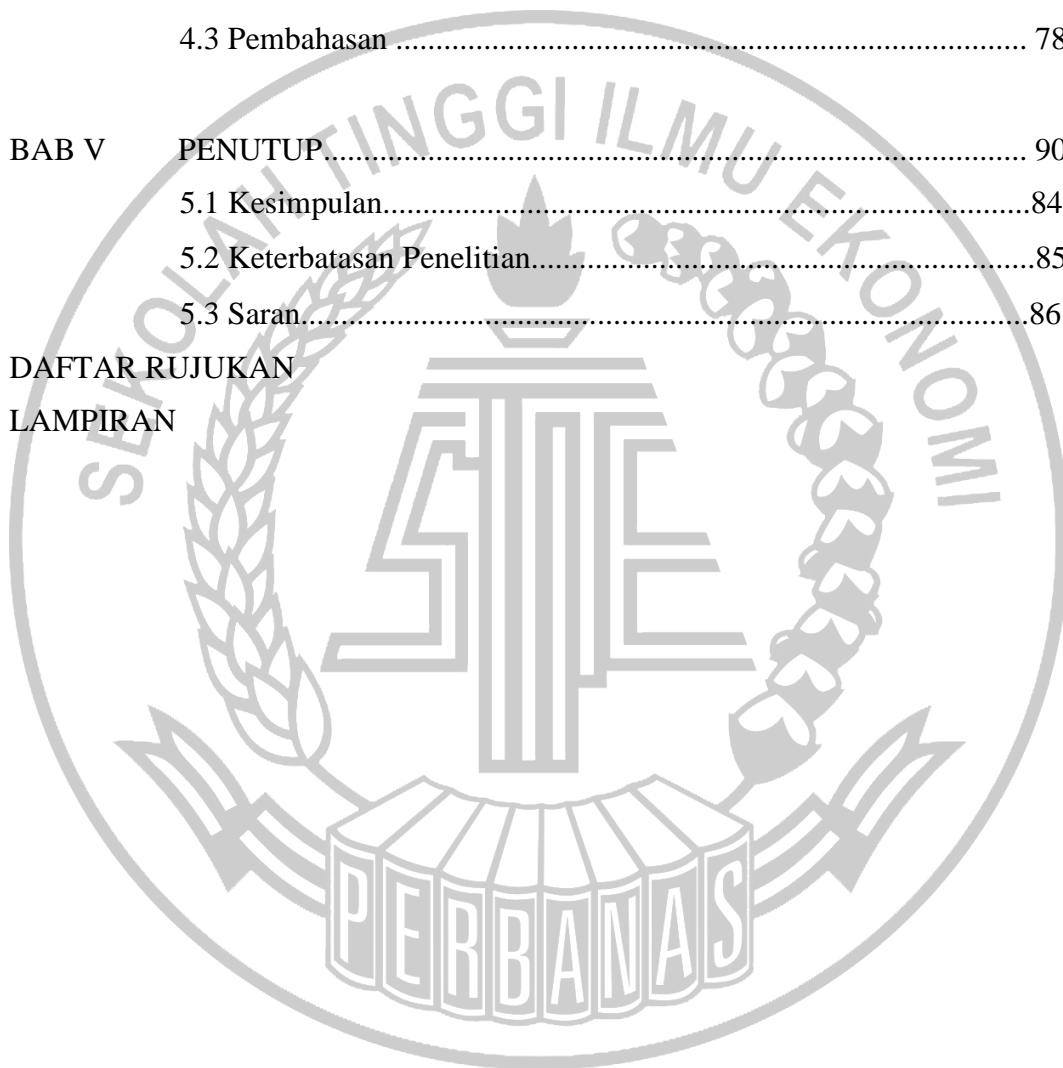 4.3 Pembahasan ............................................................................... 78
BAB V PENUTUP........................................................................................ 90
5.1 Kesimpulan.................................................................................84
5.2 Keterbatasan Penelitian...............................................................85
5.3 Saran...........................................................................................86
DAFTAR RUJUKAN
LAMPIRAN
SEKOLAH TINGGI ILMU EKONOMI
STIE
PERBANAS